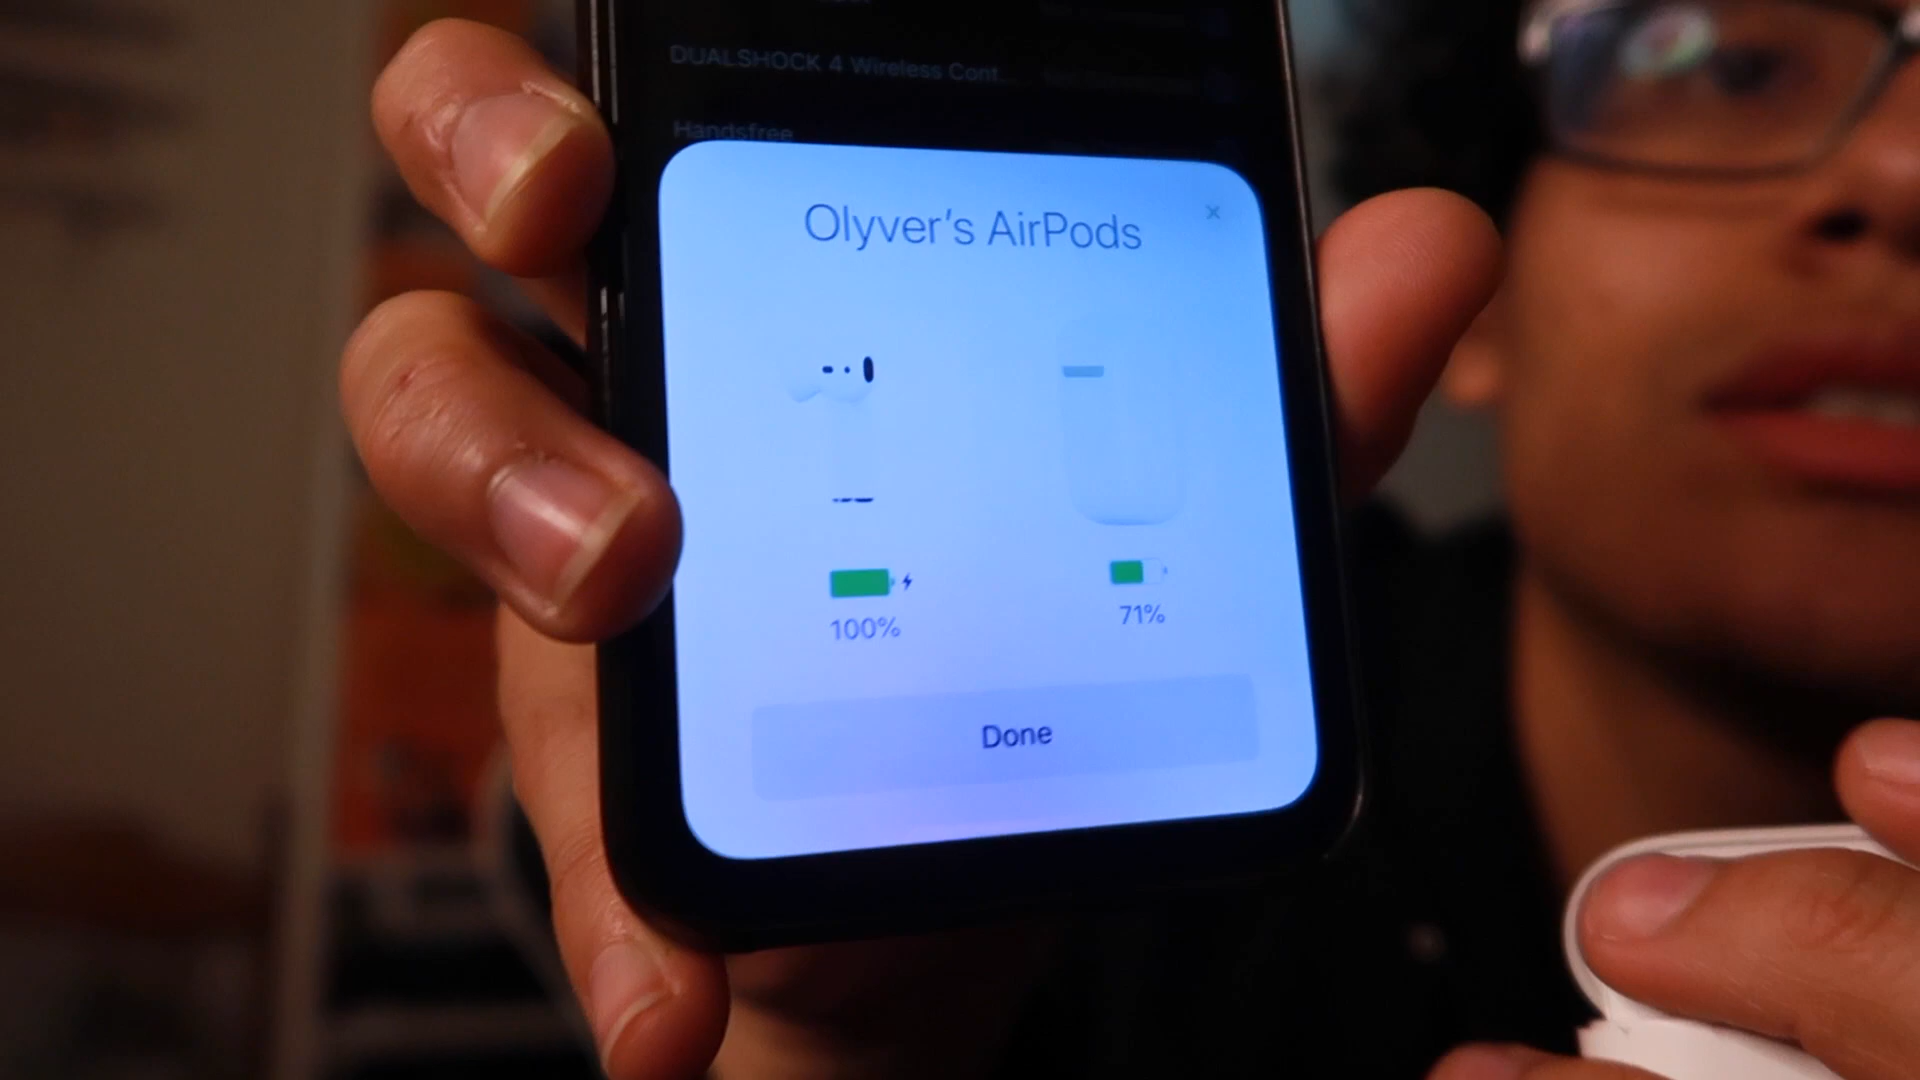 DUALSHOCK 4 Wireless Cont...
Handsfree
Olyver's AirPods
100%
71%
Done